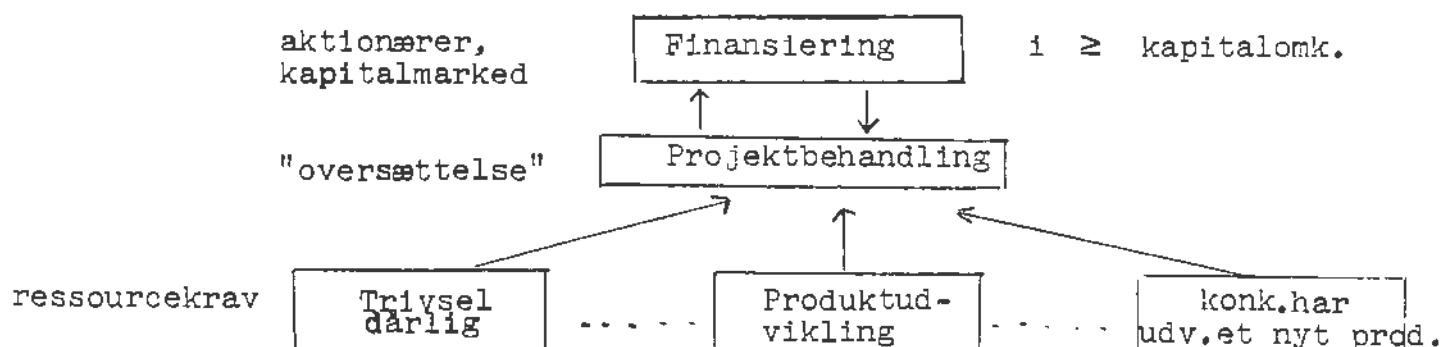 aktionærer,
kapitalmarked
Finansiering
i ≥ kapitalomk.
"oversættelse"
Projektbehandling
ressourcekrav
Trivsel
dårlig
Produktud-
vikling
konk.har
udv.et nyt prod.